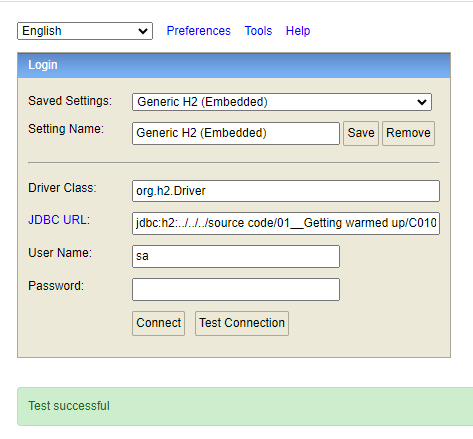 English Preferences Tools Help
Login
Saved Settings: Generic H2 (Embedded)
Setting Name: Generic H2 (Embedded) Save Remove
Driver Class: org.h2.Driver
JDBC URL: jdbc:h2:../../../source code/01__Getting warmed up/C010
User Name: sa
Password:
Connect Test Connection
Test successful